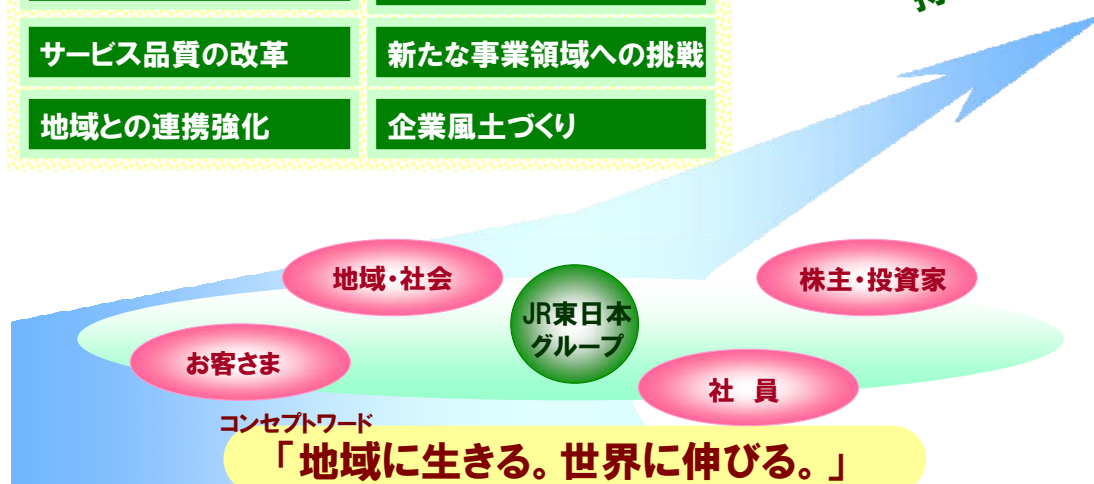 サービス品質の改革
新たな事業領域への挑戦
地域との連携強化
企業風土づくり
地域・社会
株主・投資家
JR東日本
グループ
お客さま
社 員
コンセプトワード
「地域に生きる。世界に伸びる。」